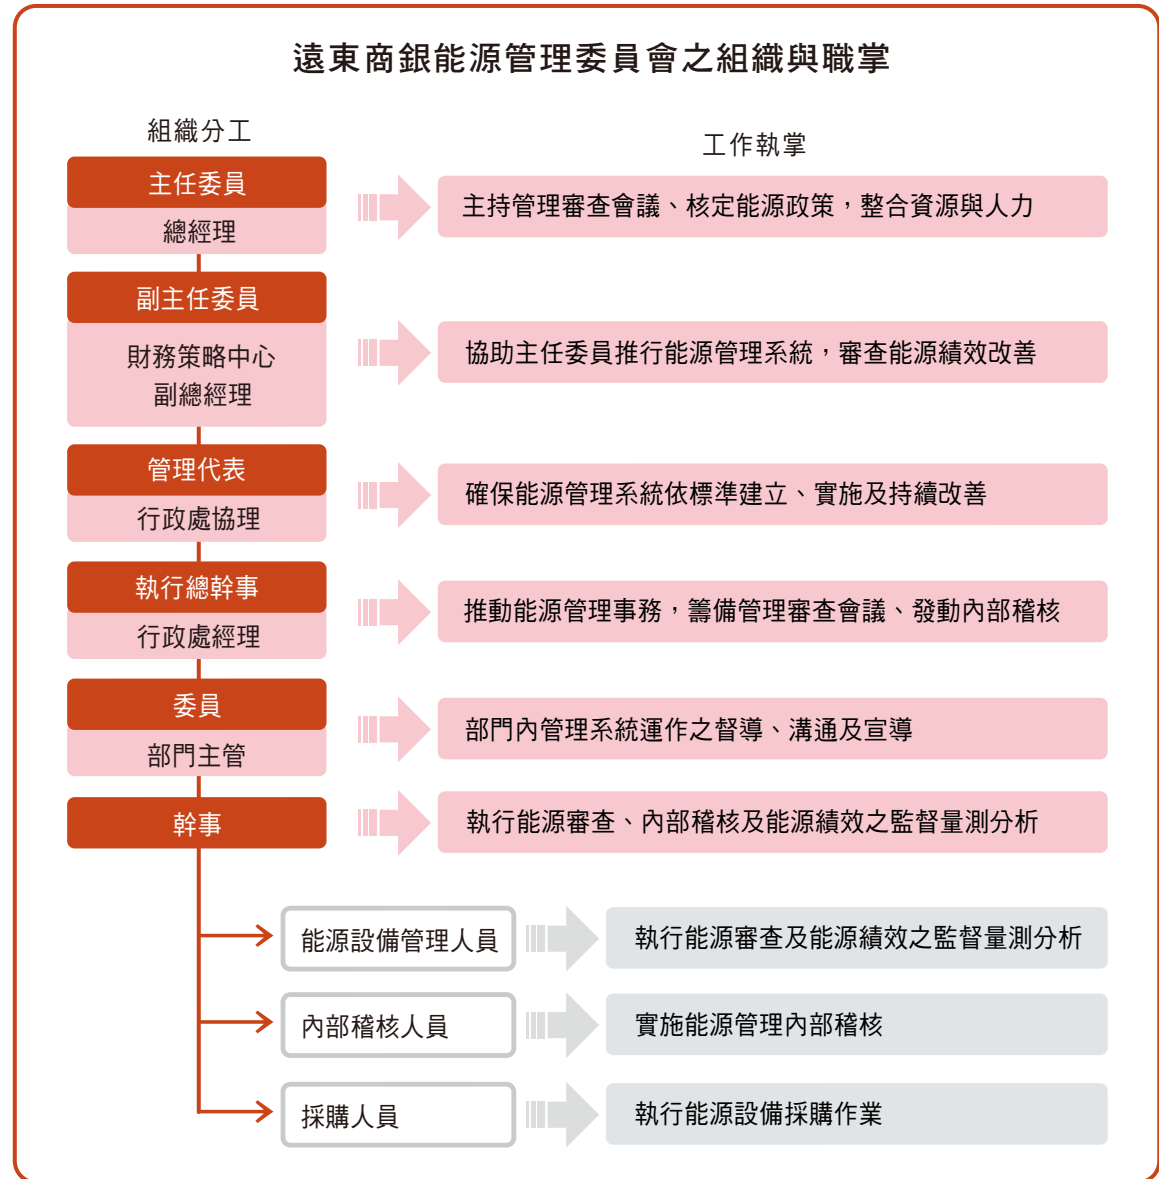 遠東商銀能源管理委員會之組織與職掌
組織分工
工作執掌
主任委員
總經理
主持管理審查會議、核定能源政策，整合資源與人力
副主任委員
財務策略中心
副總經理
協助主任委員推行能源管理系統，審查能源績效改善
管理代表
行政處協理
確保能源管理系統依標準建立、實施及持續改善
執行總幹事
行政處經理
推動能源管理事務，籌備管理審查會議、發動內部稽核
委員
部門主管
部門內管理系統運作之督導、溝通及宣導
幹事
執行能源審查、內部稽核及能源績效之監督量測分析
能源設備管理人員
執行能源審查及能源績效之監督量測分析
內部稽核人員
實施能源管理內部稽核
採購人員
執行能源設備採購作業